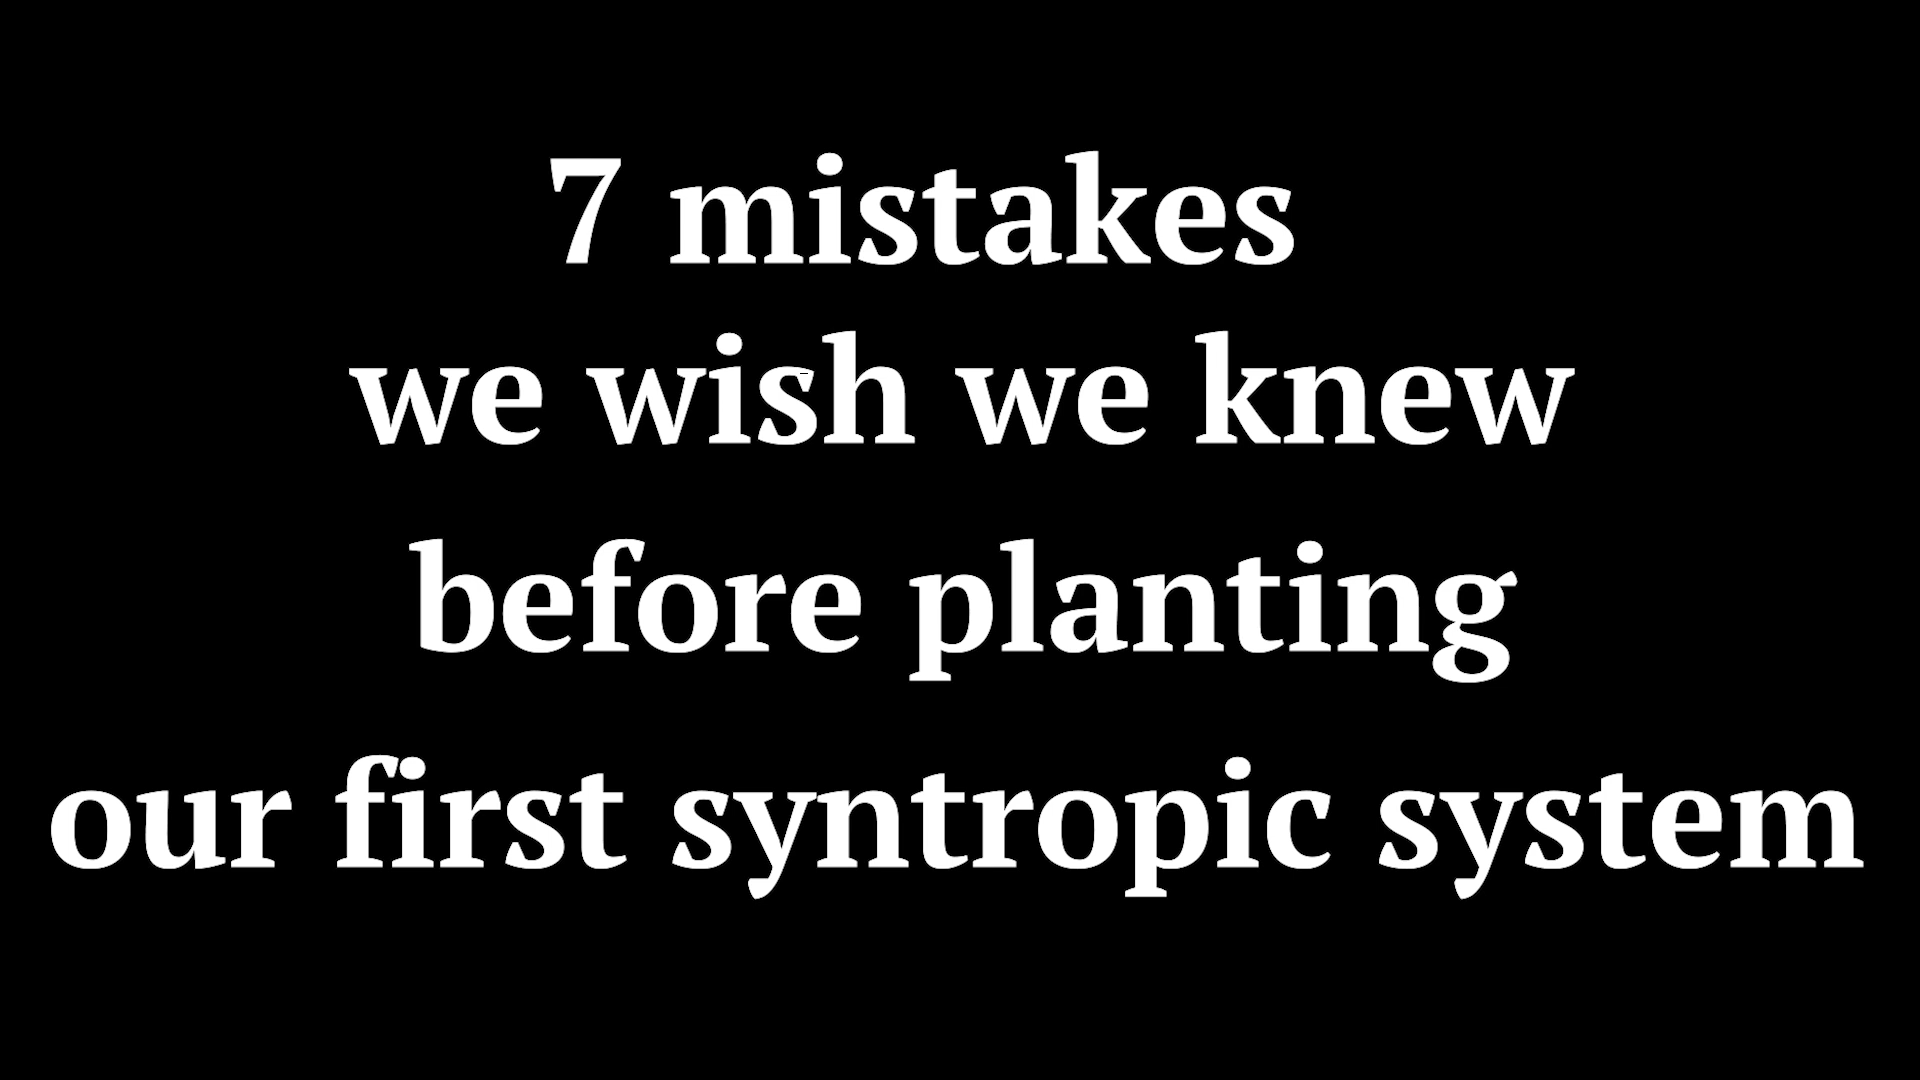 7 mistakes
we wish we knew
before planting
our first syntropic system